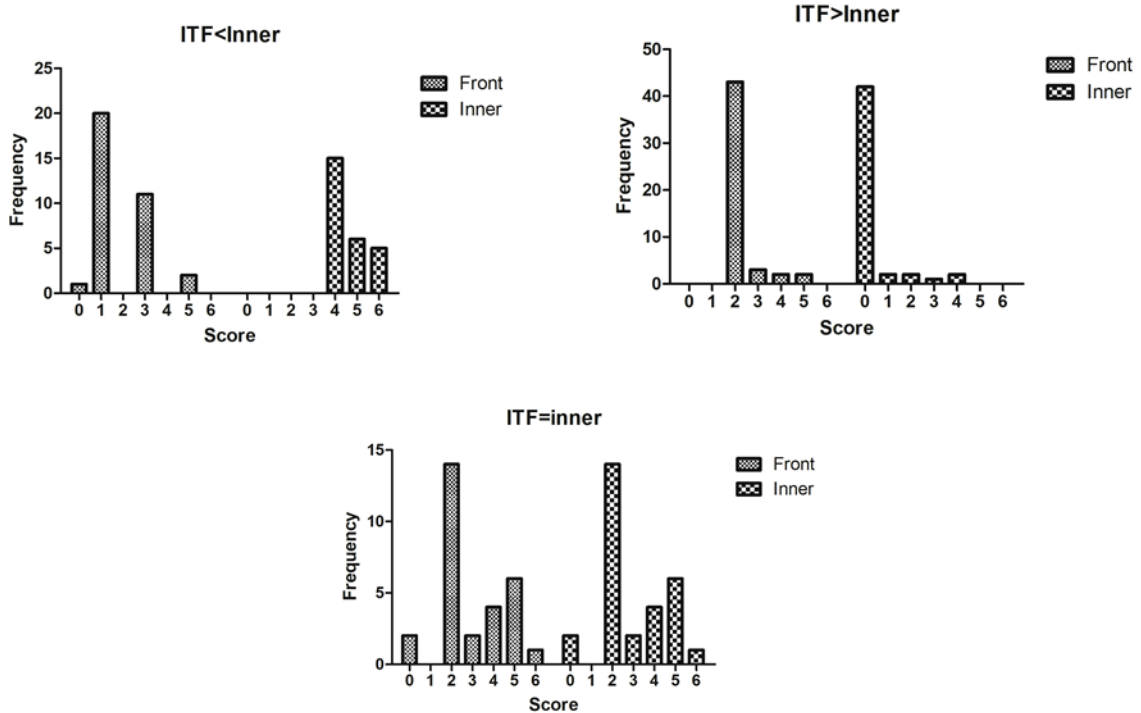 ITF<Inner
25
20
15
10
5
0
Frequency
0 1 2 3 4 5 6 0 1 2 3 4 5 6
Score
Front
Inner
ITF>Inner
50
40
30
20
10
0
Frequency
0 1 2 3 4 5 6 0 1 2 3 4 5 6
Score
Front
Inner
ITF=inner
15
10
5
0
Frequency
0 1 2 3 4 5 6 0 1 2 3 4 5 6
Score
Front
Inner